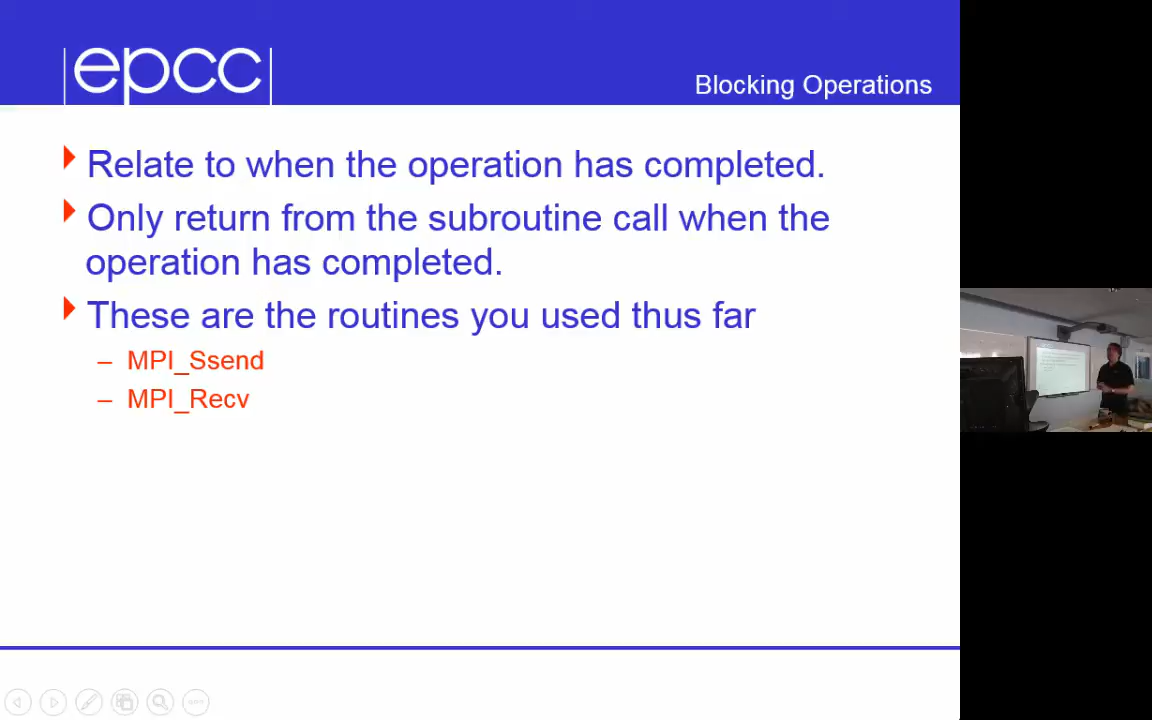 epcc
Blocking Operations
Relate to when the operation has completed.
Only return from the subroutine call when the
operation has completed.
These are the routines you used thus far
– MPI_Ssend
– MPI_Recv